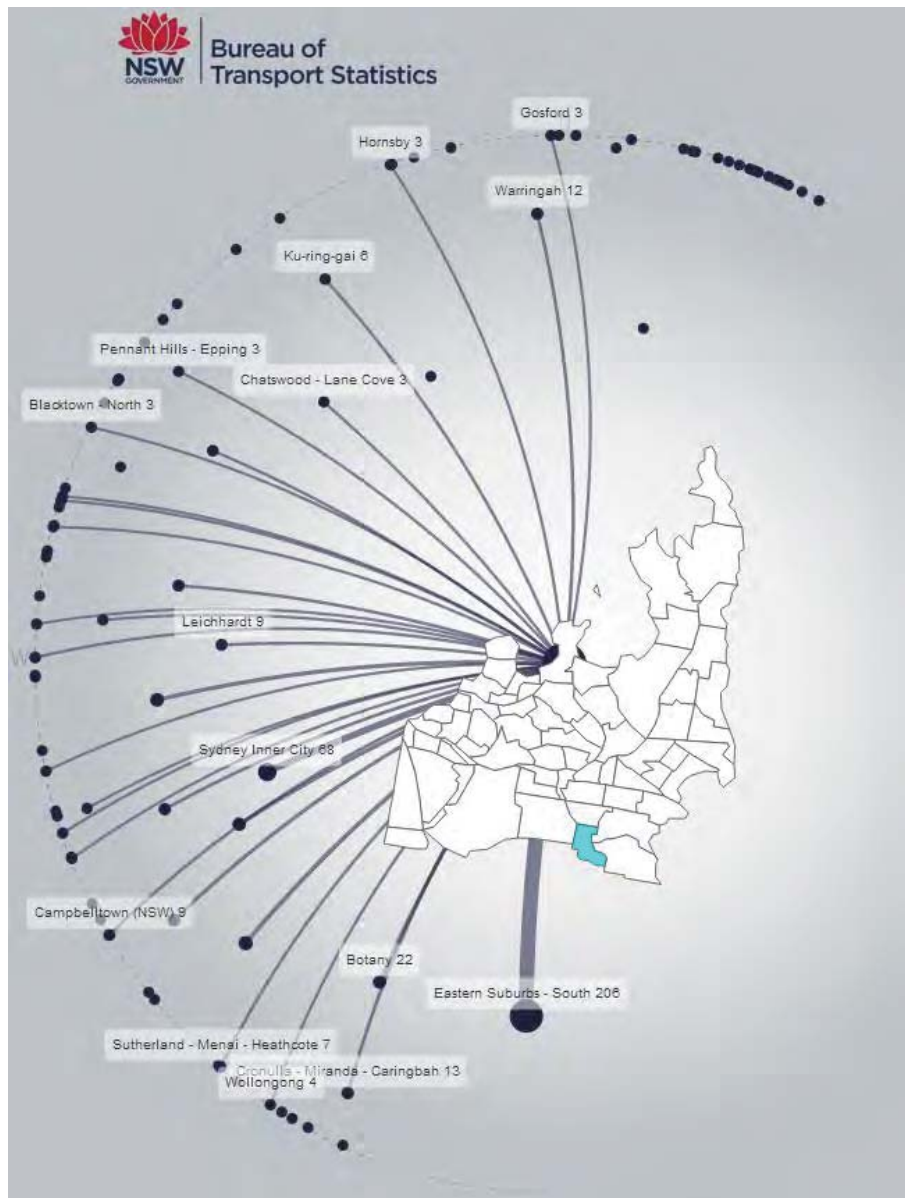 NSW
GOVERNMENT
Bureau of
Transport Statistics
Gosford 3
Hornsby 3
Warringah 12
Ku-ring-gai 6
Pennant Hills - Epping 3
Chatswood - Lane Cove 3
Blacktown - North 3
Leichhardt 9
W
Sydney Inner City 68
Campbelltown (NSW) 9
Botany 22
Eastern Suburbs - South 206
Sutherland - Menai - Heathcote 7
Cronulla - Miranda - Caringbah 13
Wollongong 4